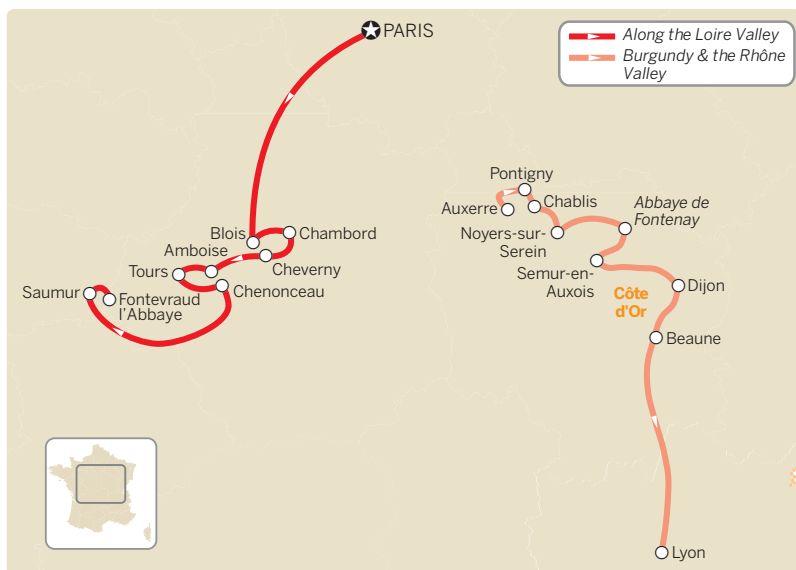 PARIS
Along the Loire Valley
Burgundy & the Rhône
Valley
Pontigny
Chablis
Auxerre
Abbaye de
Fontenay
Noyers-sur-
Serein
Blois
Chambord
Amboise
Cheverny
Tours
Semur-en-
Auxois
Saumur
Fontevraud
l'Abbaye
Chenonceau
Côte
d'Or
Dijon
Beaune
Lyon